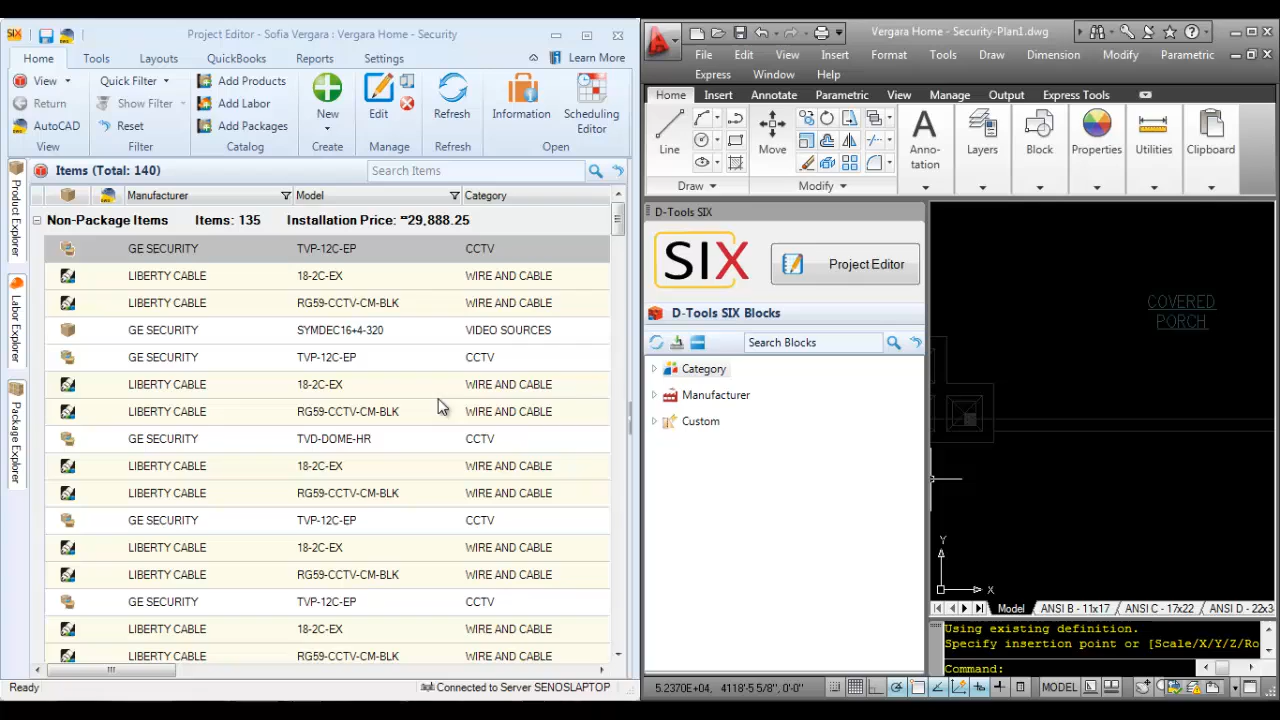 SIX
Project Editor - Sofia Vergara: Vergara Home - Security
Home Tools Layouts QuickBooks Reports Settings Learn More
View
Return
AutoCAD
View
Quick Filter
Show Filter
Reset
Filter
Add Products
Add Labor
Add Packages
Catalog
New
Create
Edit
Manage
Refresh
Refresh
Information
Scheduling
Editor
Open
Items (Total: 140)
Search Items
Product Explorer
Labor Explorer
Package Explorer
Manufacturer Model Category
Non-Package Items Items: 135 Installation Price: ""29,888.25
GE SECURITY TVP-12C-EP CCTV
LIBERTY CABLE 18-2C-EX WIRE AND CABLE
LIBERTY CABLE RG59-CCTV-CM-BLK WIRE AND CABLE
GE SECURITY SYMDEC16+4-320 VIDEO SOURCES
GE SECURITY TVP-12C-EP CCTV
LIBERTY CABLE 18-2C-EX WIRE AND CABLE
LIBERTY CABLE RG59-CCTV-CM-BLK WIRE AND CABLE
GE SECURITY TVD-DOME-HR CCTV
LIBERTY CABLE 18-2C-EX WIRE AND CABLE
LIBERTY CABLE RG59-CCTV-CM-BLK WIRE AND CABLE
GE SECURITY TVP-12C-EP CCTV
LIBERTY CABLE 18-2C-EX WIRE AND CABLE
LIBERTY CABLE RG59-CCTV-CM-BLK WIRE AND CABLE
GE SECURITY TVP-12C-EP CCTV
LIBERTY CABLE 18-2C-EX WIRE AND CABLE
LIBERTY CABLE RG59-CCTV-CM-BLK WIRE AND CABLE
Ready Connected to Server SENOSLAPTOP
Vergara Home - Security-Plan1.dwg
File Edit View Insert Format Tools Draw Dimension Modify Parametric
Express Window Help
Home Insert Annotate Parametric View Manage Output Express Tools
Line
Draw
Move
Modify
Anno-
tation
Layers
Block
Properties
Utilities
Clipboard
D-Tools SIX
SIX
Project Editor
D-Tools SIX Blocks
Search Blocks
Category
Manufacturer
Custom
COVERED
PORCH
Y
X
Model ANSI B - 11x17 ANSI C - 17x22 ANSI D - 22x3
Using existing definition.
Specify insertion point or [Scale/X/Y/Z/Ro
Command:
5.2370E+04, 4118'-5 5/8", 0'-0" MODEL